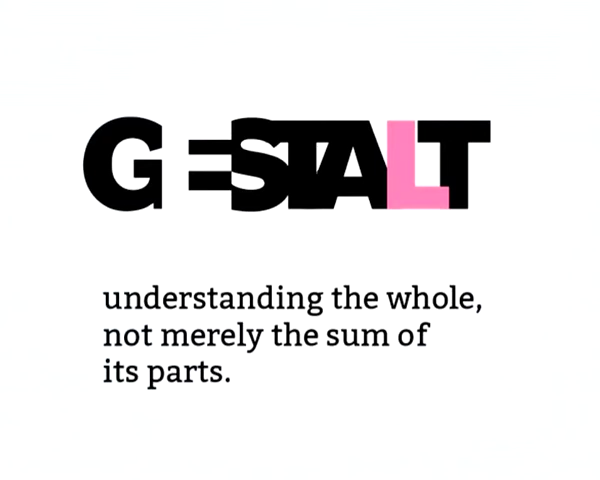 GESTALT
understanding the whole,
not merely the sum of
its parts.